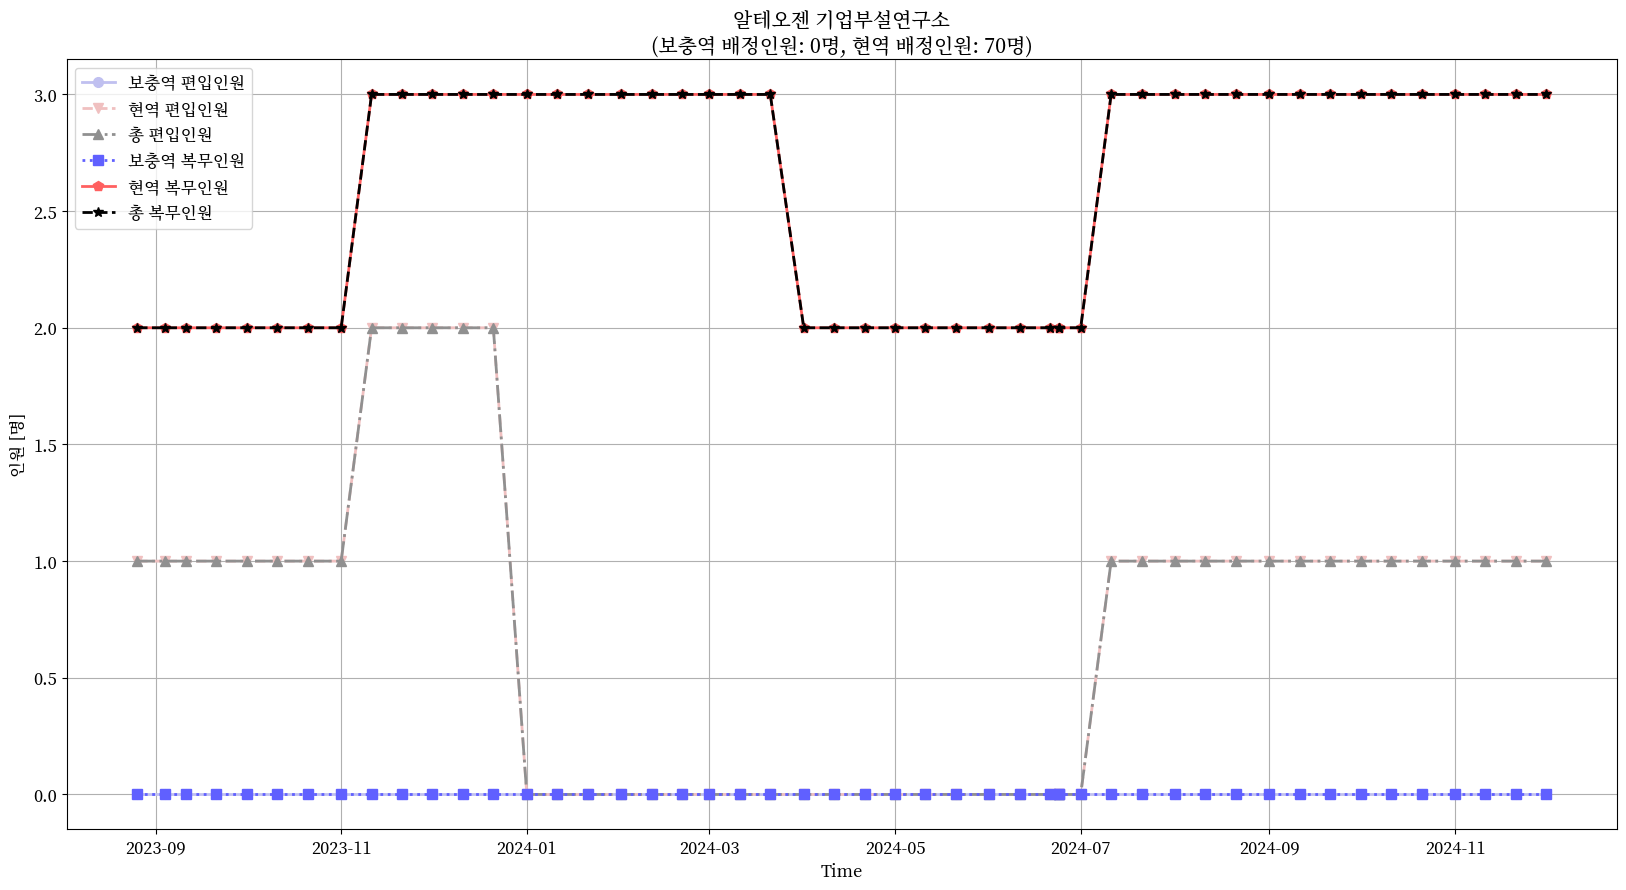 알테오젠 기업부설연구소
(보충역 배정인원: 0명, 현역 배정인원: 70명)
보충역 편입인원
현역 편입인원
총 편입인원
보충역 복무인원
현역 복무인원
총 복무인원
3.0
2.5
2.0
1.5
1.0
0.5
0.0
인원 [명]
2023-09
2023-11
2024-01
2024-03
2024-05
2024-07
2024-09
2024-11
Time